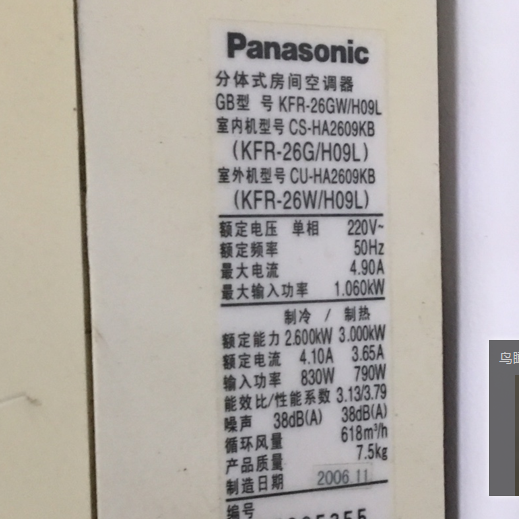 Panasonic
分体式房间空调器
GB型 号 KFR-26GW/H09L
室内机型号 CS-HA2609KB
(KFR-26G/H09L)
室外机型号 CU-HA2609KB
(KFR-26W/H09L)
额定电压 单相 220V~
额定频率 50Hz
最大电流 4.90A
最大输入功率 1.060kW
制冷 / 制热
额定能力 2.600kW 3.000kW
额定电流 4.10A 3.65A
输入功率 830W 790W
能效比/性能系数 3.13/3.79
噪声 38dB(A) 38dB(A)
循环风量 618m³/h
产品质量 7.5kg
制造日期 2006.11
编号
鸟